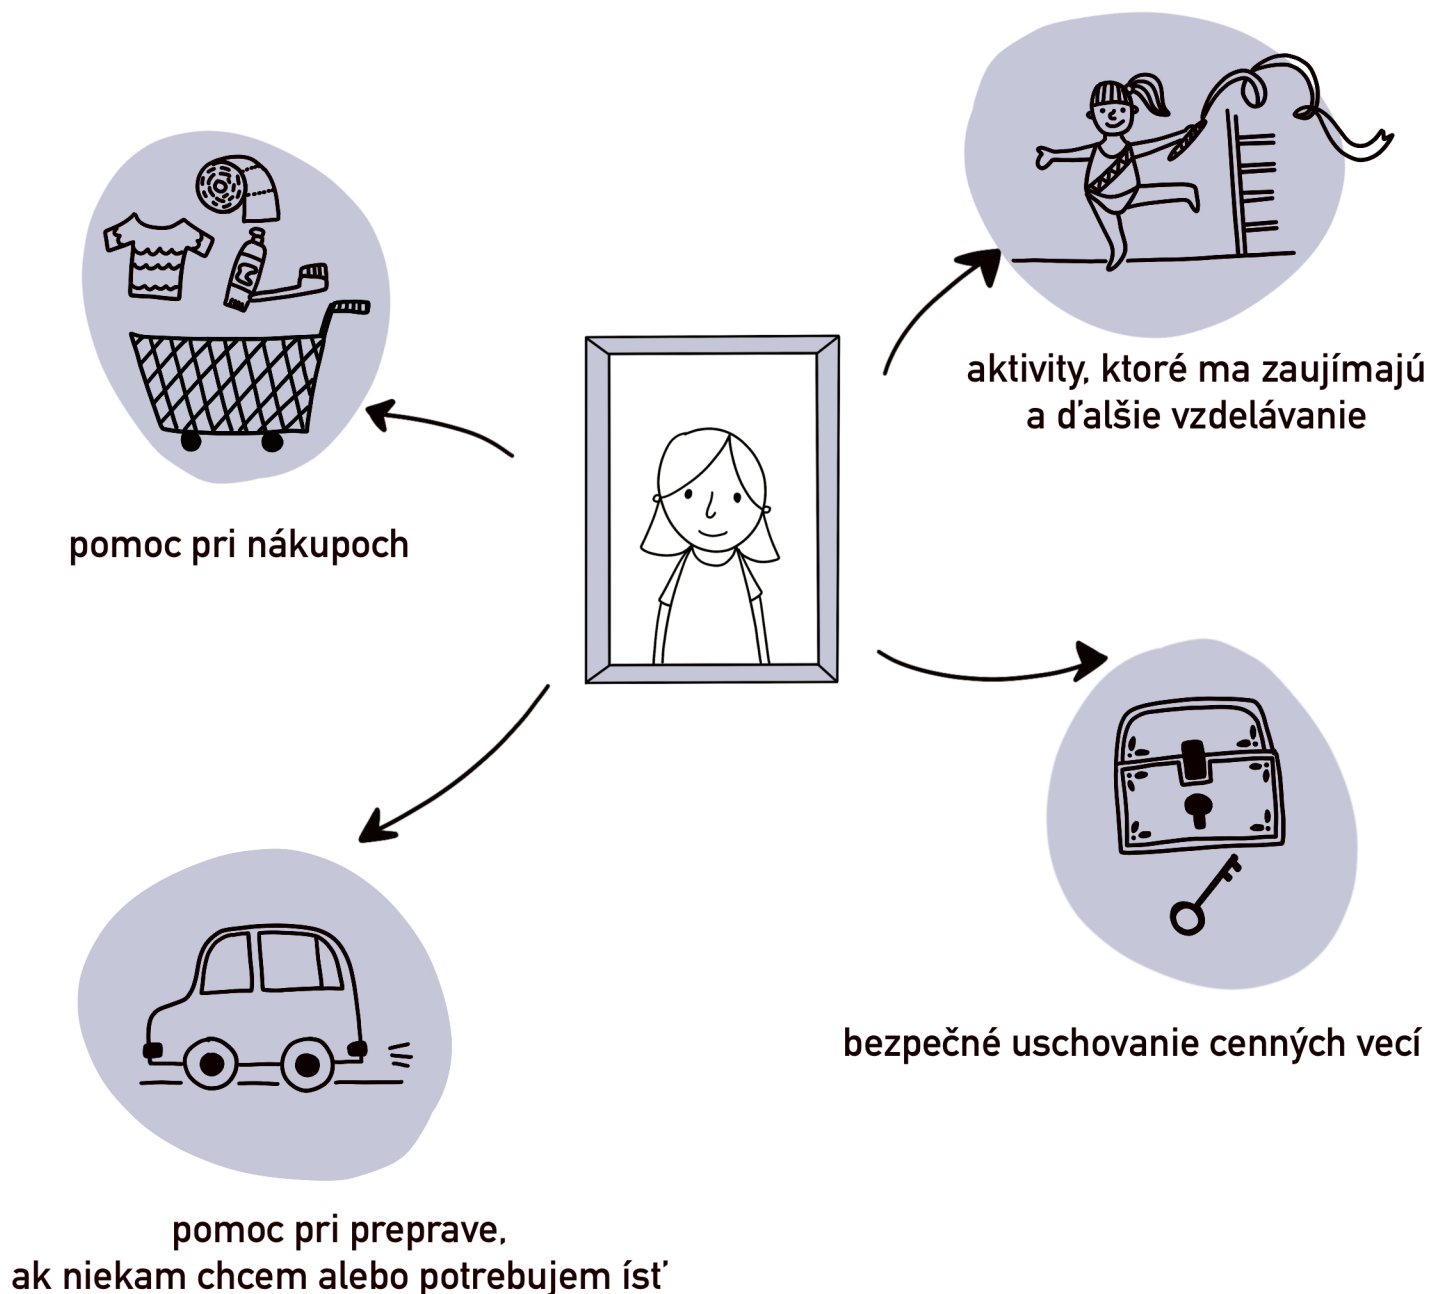 aktivity, ktoré ma zaujímajú
a ďalšie vzdelávanie
pomoc pri nákupoch
bezpečné uschovanie cenných vecí
pomoc pri preprave,
ak niekam chcem alebo potrebujem ísť